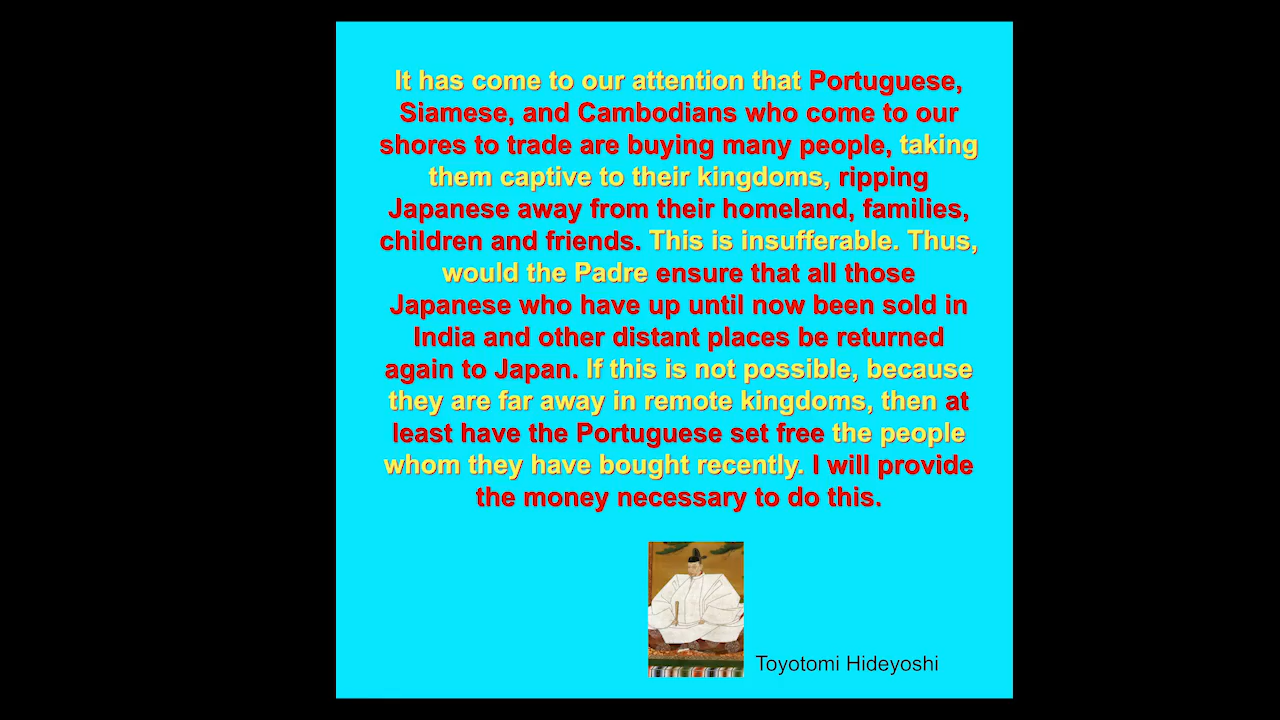 It has come to our attention that Portuguese,
Siamese, and Cambodians who come to our
shores to trade are buying many people, taking
them captive to their kingdoms, ripping
Japanese away from their homeland, families,
children and friends. This is insufferable. Thus,
would the Padre ensure that all those
Japanese who have up until now been sold in
India and other distant places be returned
again to Japan. If this is not possible, because
they are far away in remote kingdoms, then at
least have the Portuguese set free the people
whom they have bought recently. I will provide
the money necessary to do this.
Toyotomi Hideyoshi